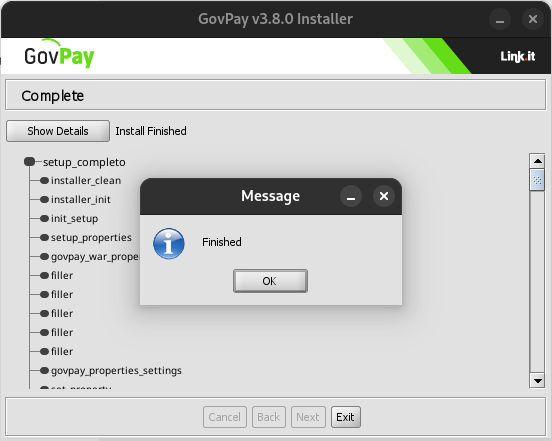 GovPay v3.8.0 Installer
GovPay
Link.it
Complete
Show Details
Install Finished
setup_completo
installer_clean
installer_init
init_setup
setup_properties
govpay_war_prope
filler
filler
filler
filler
filler
govpay_properties_settings
set_property
Message
Finished
OK
Cancel
Back
Next
Exit